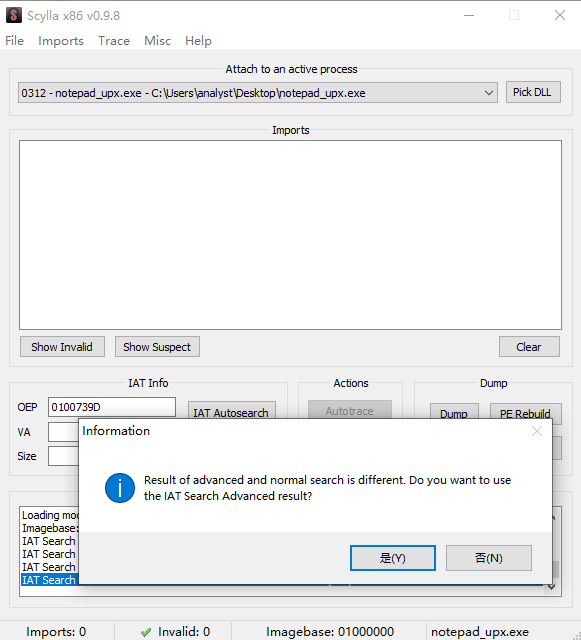 Scylla x86 v0.9.8
File Imports Trace Misc Help
Attach to an active process
0312 - notepad_upx.exe - C:\Users\analyst\Desktop\notepad_upx.exe
Pick DLL
Imports
Show Invalid Show Suspect Clear
IAT Info Actions Dump
OEP 0100739D IAT Autosearch Autotrace Dump PE Rebuild
VA
Size
Information
Result of advanced and normal search is different. Do you want to use
the IAT Search Advanced result?
是(Y) 否(N)
Loading
Imagebase:
IAT Search
IAT Search
IAT Search
IAT Search
Imports: 0 Invalid: 0 Imagebase: 01000000 notepad_upx.exe